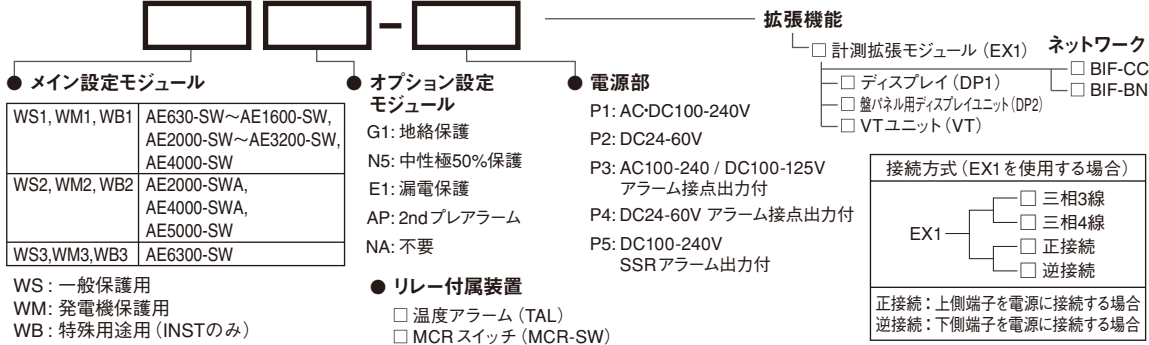 ● メイン設定モジュール
WS1, WM1, WB1 AE630-SW～AE1600-SW,
AE2000-SW～AE3200-SW,
AE4000-SW
WS2, WM2, WB2 AE2000-SWA,
AE4000-SWA,
AE5000-SW
WS3,WM3,WB3 AE6300-SW
WS : 一般保護用
WM: 発電機保護用
WB : 特殊用途用（INSTのみ）
● オプション設定
モジュール
G1: 地絡保護
N5: 中性極50%保護
E1: 漏電保護
AP: 2ndプレアラーム
NA: 不要
● リレー付属装置
□ 温度アラーム（TAL）
□ MCRスイッチ（MCR-SW）
● 電源部
P1: AC•DC100-240V
P2: DC24-60V
P3: AC100-240 / DC100-125V
アラーム接点出力付
P4: DC24-60V アラーム接点出力付
P5: DC100-240V
SSRアラーム出力付
拡張機能
□ 計測拡張モジュール（EX1）
□ ディスプレイ（DP1）
□ 盤パネル用ディスプレイユニット（DP2）
□ VTユニット（VT）
ネットワーク
□ BIF-CC
□ BIF-BN
接続方式（EX1を使用する場合）
EX1
□ 三相3線
□ 三相4線
□ 正接続
□ 逆接続
正接続：上側端子を電源に接続する場合
逆接続：下側端子を電源に接続する場合